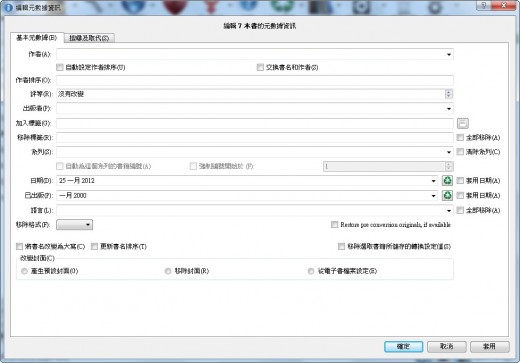 編輯元數據資訊
編輯 7 本書的元數據資訊
基本元數據(B) 搜尋及取代(S)
作者(A):
自動設定作者排序(U) 交換書名和作者(S)
作者排序(O):
評等(R): 沒有改變
出版者(P):
加入標籤(G):
移除標籤(R): 全部移除(A)
系列(S): 清除系列(C)
自動為這個系列的書籍編號(A) 強制編號開始於 (F) 1
日期(D): 25 一月 2012 套用日期(A)
已出版(P): 一月 2000 套用日期(A)
語言(L): 全部移除(A)
移除格式(F): Restore pre conversion originals, if available
將書名改變為大寫(C) 更新書名排序(T) 移除選取書籍所儲存的轉換設定值(S)
改變封面(C)
產生預設封面(G) 移除封面(R) 從電子書檔案設定(E)
確定 取消 套用